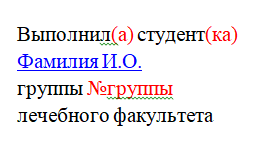 Выполнил(а) студент(ка)
Фамилия И.О.
группы №группы
лечебного факультета